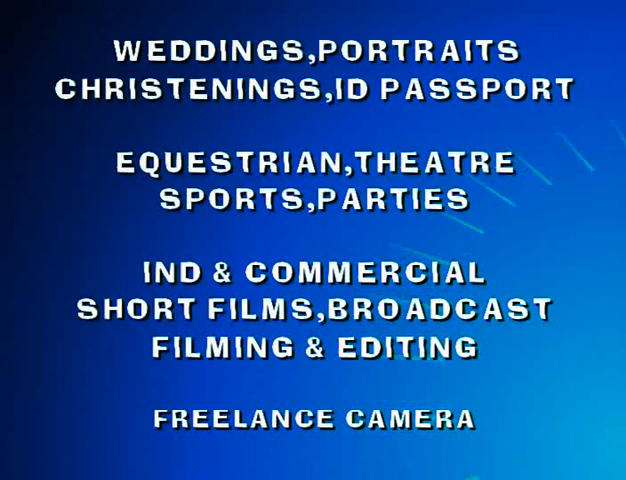 WEDDINGS,PORTRAITS
CHRISTENINGS,ID PASSPORT
EQUESTRIAN,THEATRE
SPORTS,PARTIES
IND & COMMERCIAL
SHORT FILMS,BROADCAST
FILMING & EDITING
FREELANCE CAMERA